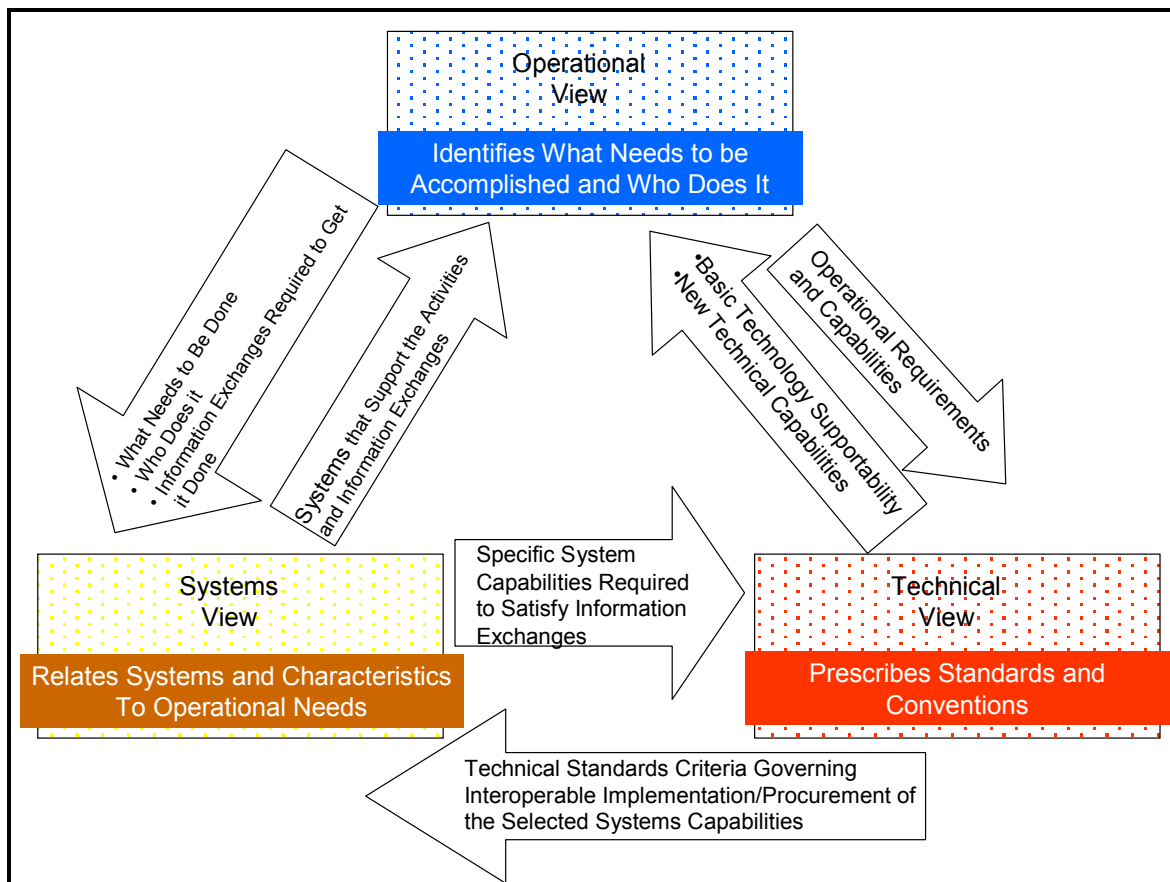 Operational
View
Identifies What Needs to be
Accomplished and Who Does It
• What Needs to Be Done
• Who Does it
• Information Exchanges Required to Get
it Done
Systems that Support the Activities
and Information Exchanges
•Basic Technology Supportability
•New Technical Capabilities
Operational Requirements
and Capabilities
Systems
View
Relates Systems and Characteristics
To Operational Needs
Specific System
Capabilities Required
to Satisfy Information
Exchanges
Technical
View
Prescribes Standards and
Conventions
Technical Standards Criteria Governing
Interoperable Implementation/Procurement of
the Selected Systems Capabilities